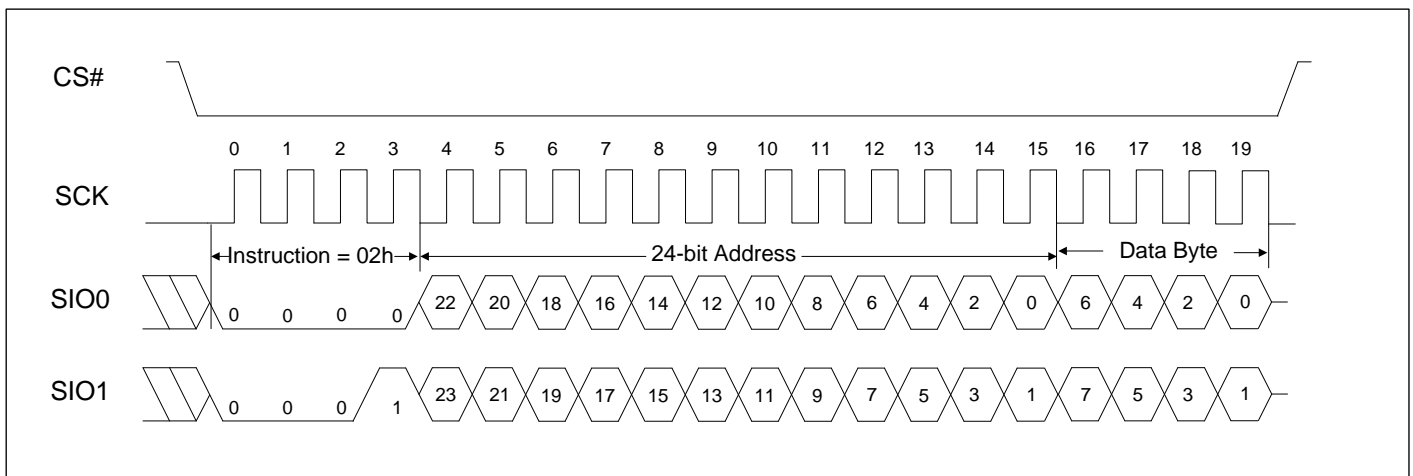 CS#
0 1 2 3 4 5 6 7 8 9 10 11 12 13 14 15 16 17 18 19
SCK
Instruction = 02h 24-bit Address Data Byte
SIO0 0 0 0 0 22 20 18 16 14 12 10 8 6 4 2 0 6 4 2 0
SIO1 0 0 0 1 23 21 19 17 15 13 11 9 7 5 3 1 7 5 3 1